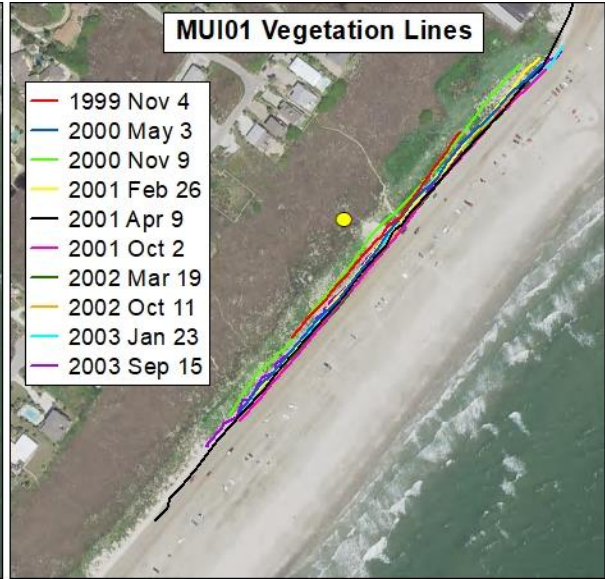 MUI01 Vegetation Lines
1999 Nov 4
2000 May 3
2000 Nov 9
2001 Feb 26
2001 Apr 9
2001 Oct 2
2002 Mar 19
2002 Oct 11
2003 Jan 23
2003 Sep 15